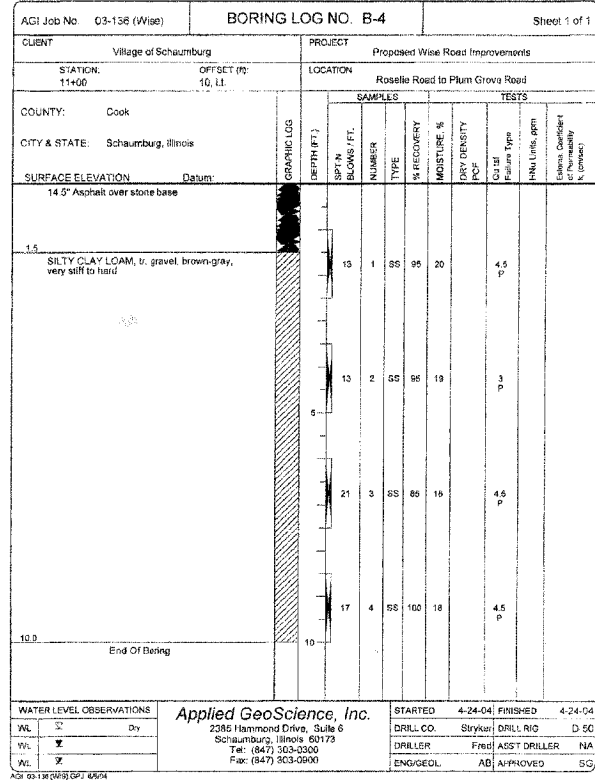 AGI Job No. 03-136 (Wise)
BORING LOG NO. B-4
Sheet 1 of 1
CLIENT
Village of Schaumburg
PROJECT
Proposed Wise Road Improvements
STATION:
11+00
OFFSET (ft):
10, Lt.
LOCATION
Roselle Road to Plum Grove Road
COUNTY: Cook
CITY & STATE: Schaumburg, Illinois
SURFACE ELEVATION Datum:
GRAPHIC LOG
DEPTH (FT.)
SAMPLES
SPT-N
BLOWS / FT.
NUMBER
TYPE
% RECOVERY
TESTS
MOISTURE, %
DRY DENSITY
PCF
Qu tsf
Failure Type
HNu Units, ppm
Coefficient
of Permeability
k, (cm/sec)
14.5" Asphalt over stone base
1.5
SILTY CLAY LOAM, tr. gravel, brown-gray,
very stiff to hard
13 1 SS 95 20 4.5
P
13 2 SS 95 19 3
P
5
21 3 SS 85 18 4.5
P
17 4 SS 100 18 4.5
P
10.0
10
End Of Boring
WATER LEVEL OBSERVATIONS
WL Dry
WL
WL
Applied GeoScience, Inc.
2385 Hammond Drive, Suite 6
Schaumburg, Illinois 60173
Tel: (847) 303-0300
Fax: (847) 303-0900
STARTED 4-24-04 FINISHED 4-24-04
DRILL CO. Stryker DRILL RIG D-50
DRILLER Fred ASS'T DRILLER NA
ENG/GEOL. AB APPROVED SG
AGI 03-136 (WISE).GPJ